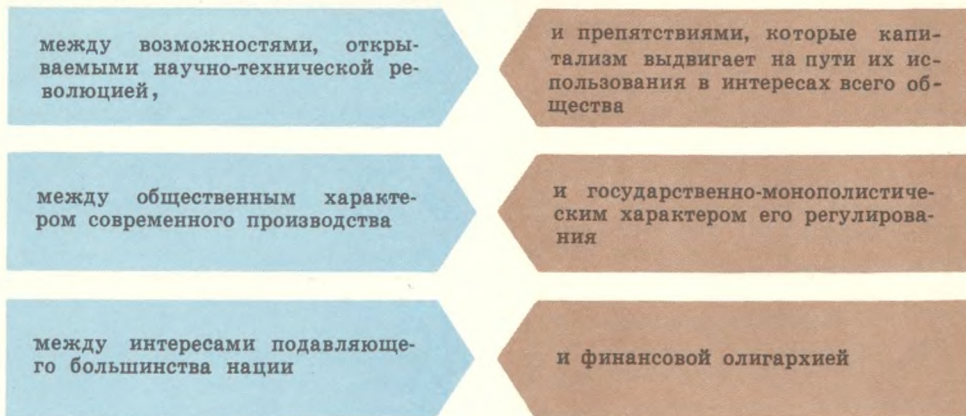 между возможностями, откры-
ваемыми научно-технической ре-
волюцией,
и препятствиями, которые капи-
тализм выдвигает на пути их ис-
пользования в интересах всего об-
щества
между общественным характе-
ром современного производства
и государственно-монополистиче-
ским характером его регулирова-
ния
между интересами подавляюще-
го большинства нации
и финансовой олигархией